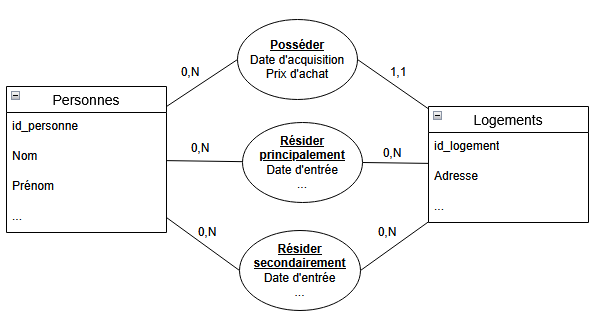 Posséder
Date d'acquisition
Prix d'achat
0,N
1,1
Personnes
id_personne
Nom
Prénom
...
Logements
id_logement
Adresse
...
0,N
Résider
principalement
Date d'entrée
...
0,N
0,N
Résider
secondairement
Date d'entrée
...
0,N